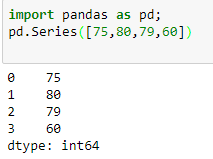 import pandas as pd;
pd.Series([75,80,79,60])
0    75
1    80
2    79
3    60
dtype: int64